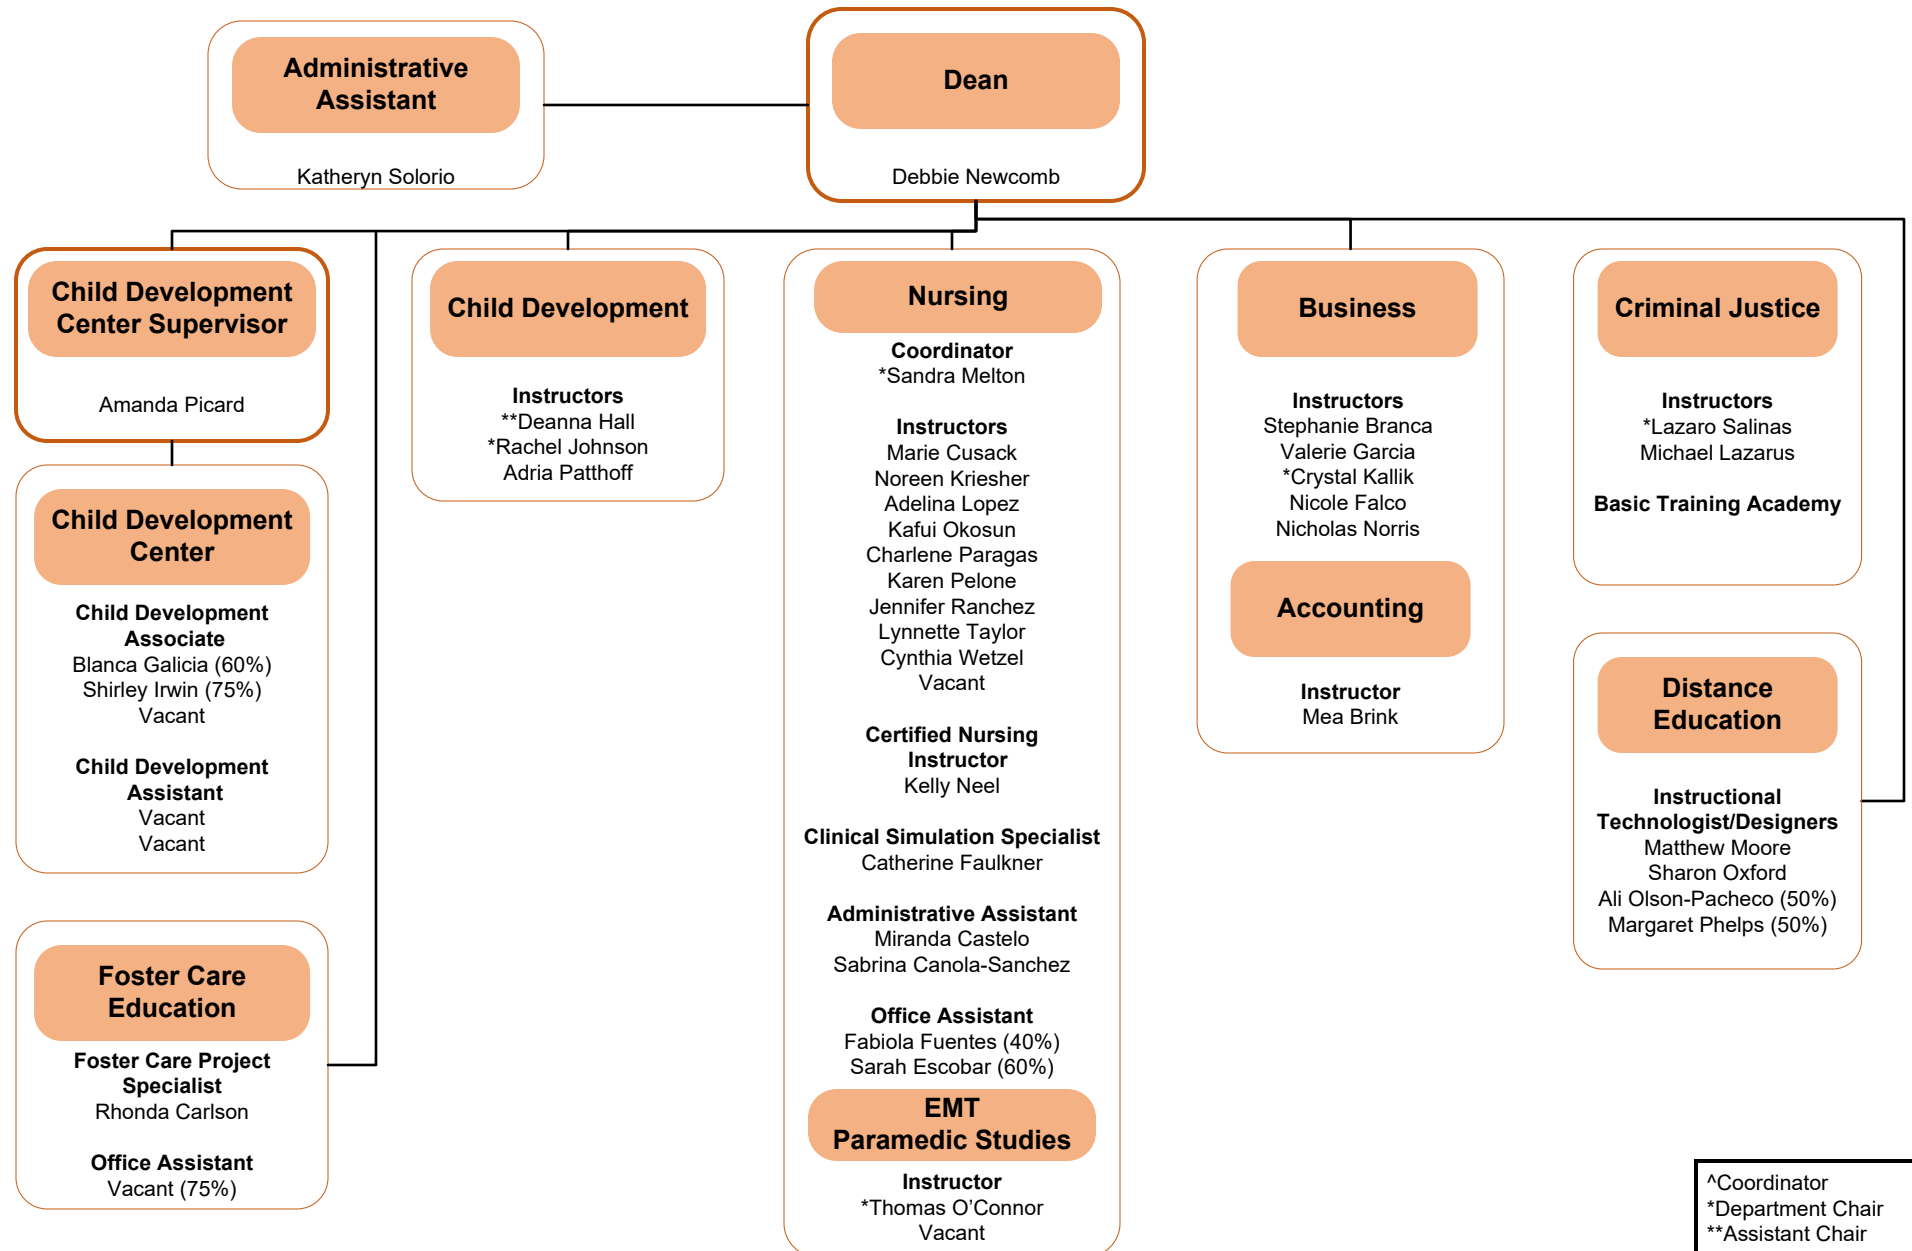 Administrative
Assistant
Katheryn Solorio
Dean
Debbie Newcomb
Child Development
Center Supervisor
Amanda Picard
Child Development
Center
Child Development
Associate
Blanca Galicia (60%)
Shirley Irwin (75%)
Vacant
Child Development
Assistant
Vacant
Vacant
Foster Care
Education
Foster Care Project
Specialist
Rhonda Carlson
Office Assistant
Vacant (75%)
Child Development
Instructors
**Deanna Hall
*Rachel Johnson
Adria Patthoff
Nursing
Coordinator
*Sandra Melton
Instructors
Marie Cusack
Noreen Kriesher
Adelina Lopez
Kafui Okosun
Charlene Paragas
Karen Pelone
Jennifer Ranchez
Lynnette Taylor
Cynthia Wetzel
Vacant
Certified Nursing
Instructor
Kelly Neel
Clinical Simulation Specialist
Catherine Faulkner
Administrative Assistant
Miranda Castelo
Sabrina Canola-Sanchez
Office Assistant
Fabiola Fuentes (40%)
Sarah Escobar (60%)
EMT
Paramedic Studies
Instructor
*Thomas O’Connor
Vacant
Business
Instructors
Stephanie Branca
Valerie Garcia
*Crystal Kallik
Nicole Falco
Nicholas Norris
Accounting
Instructor
Mea Brink
Criminal Justice
Instructors
*Lazaro Salinas
Michael Lazarus
Basic Training Academy
Distance
Education
Instructional
Technologist/Designers
Matthew Moore
Sharon Oxford
Ali Olson-Pacheco (50%)
Margaret Phelps (50%)
^Coordinator
*Department Chair
**Assistant Chair